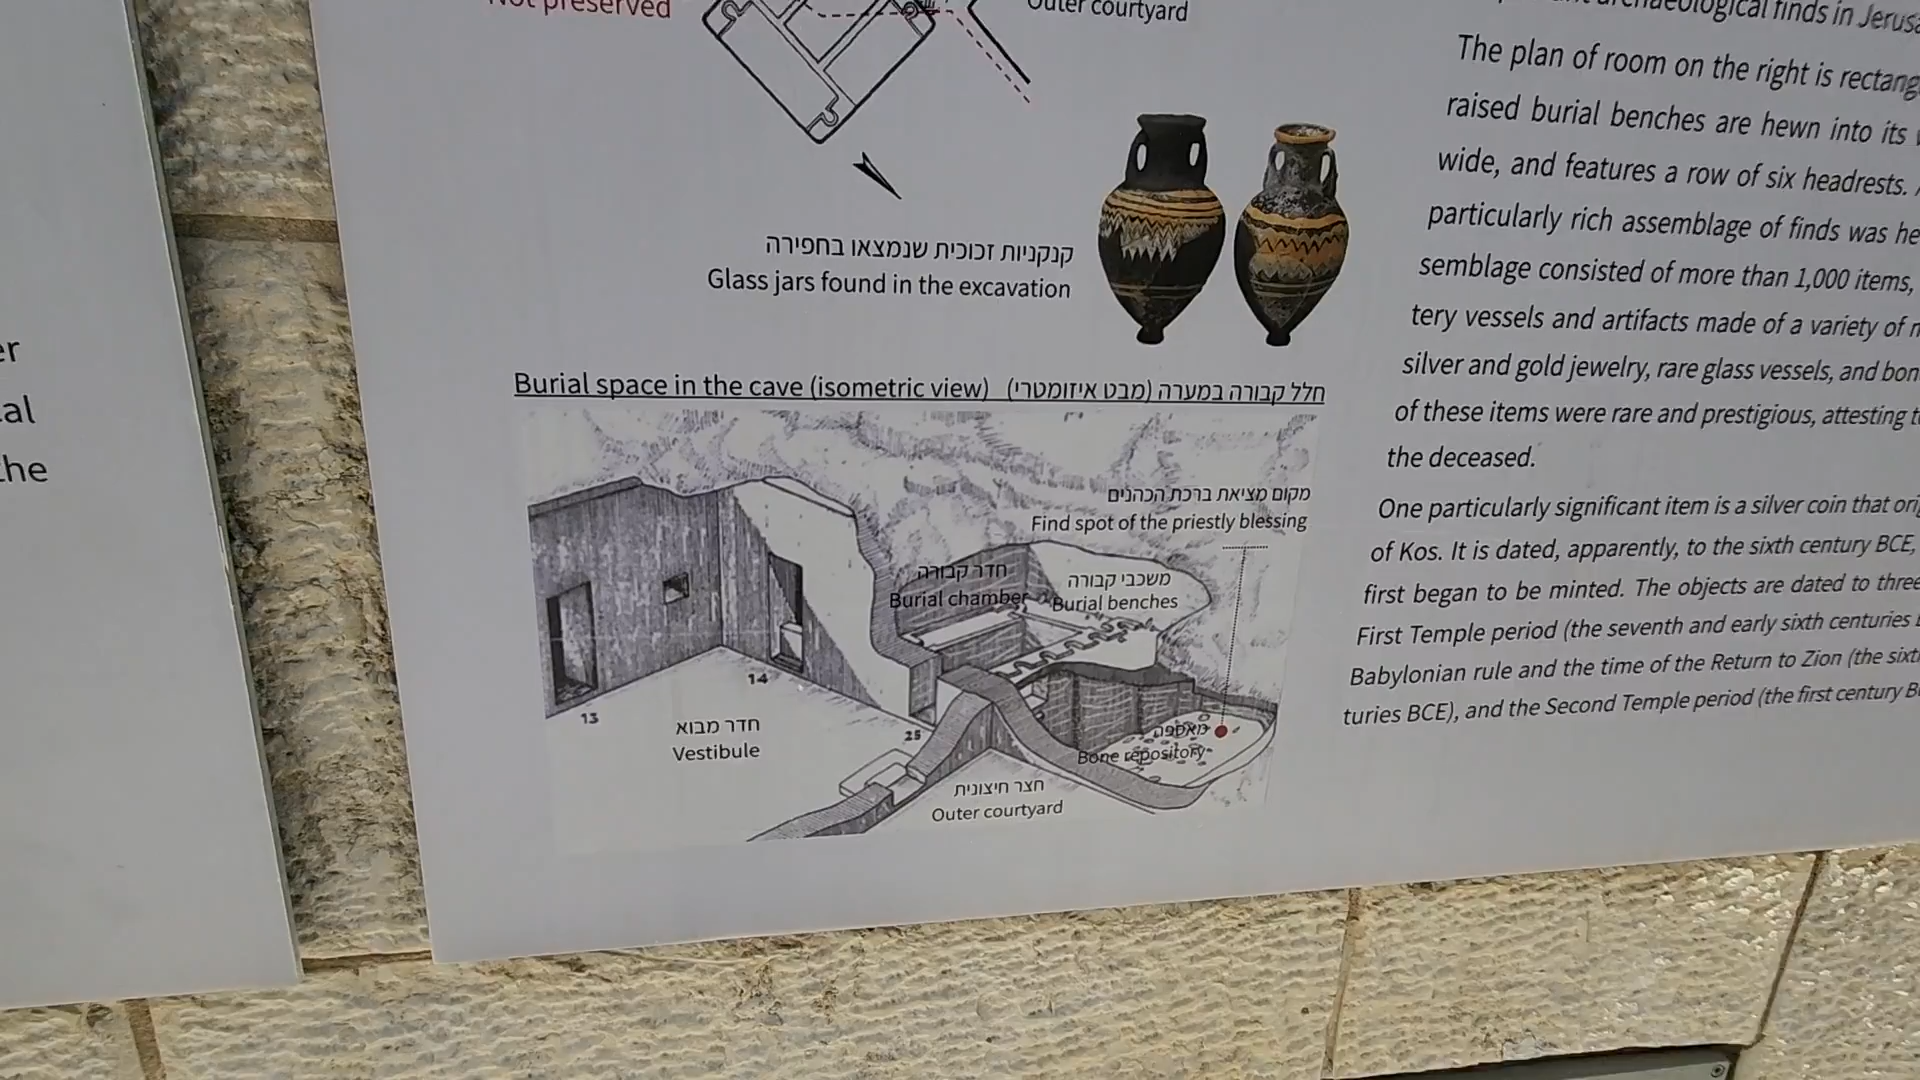 er
cal
the
Not preserved
Outer courtyard
קנקניות זכוכית שנמצאו בחפירה
Glass jars found in the excavation
Burial space in the cave (isometric view) חלל קבורה במערה (מבט איזומטרי)
מקום מציאת ברכת הכהנים
Find spot of the priestly blessing
חדר קבורה
Burial chamber
משכבי קבורה
Burial benches
13
14
25
חדר מבוא
Vestibule
מאספה
Bone repository
חצר חיצונית
Outer courtyard
archaeological finds in Jerusa
The plan of room on the right is rectang
raised burial benches are hewn into its
wide, and features a row of six headrests.
particularly rich assemblage of finds was he
semblage consisted of more than 1,000 items,
tery vessels and artifacts made of a variety of
silver and gold jewelry, rare glass vessels, and bon
of these items were rare and prestigious, attesting
the deceased.
One particularly significant item is a silver coin that ori
of Kos. It is dated, apparently, to the sixth century BCE,
first began to be minted. The objects are dated to three
First Temple period (the seventh and early sixth centuries
Babylonian rule and the time of the Return to Zion (the sixt
turies BCE), and the Second Temple period (the first century B